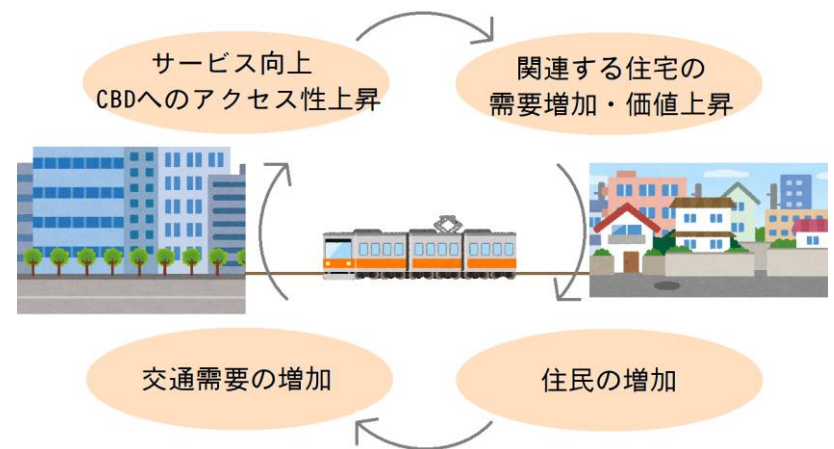 サービス向上
CBDへのアクセス性上昇
関連する住宅の
需要増加・価値上昇
交通需要の増加
住民の増加